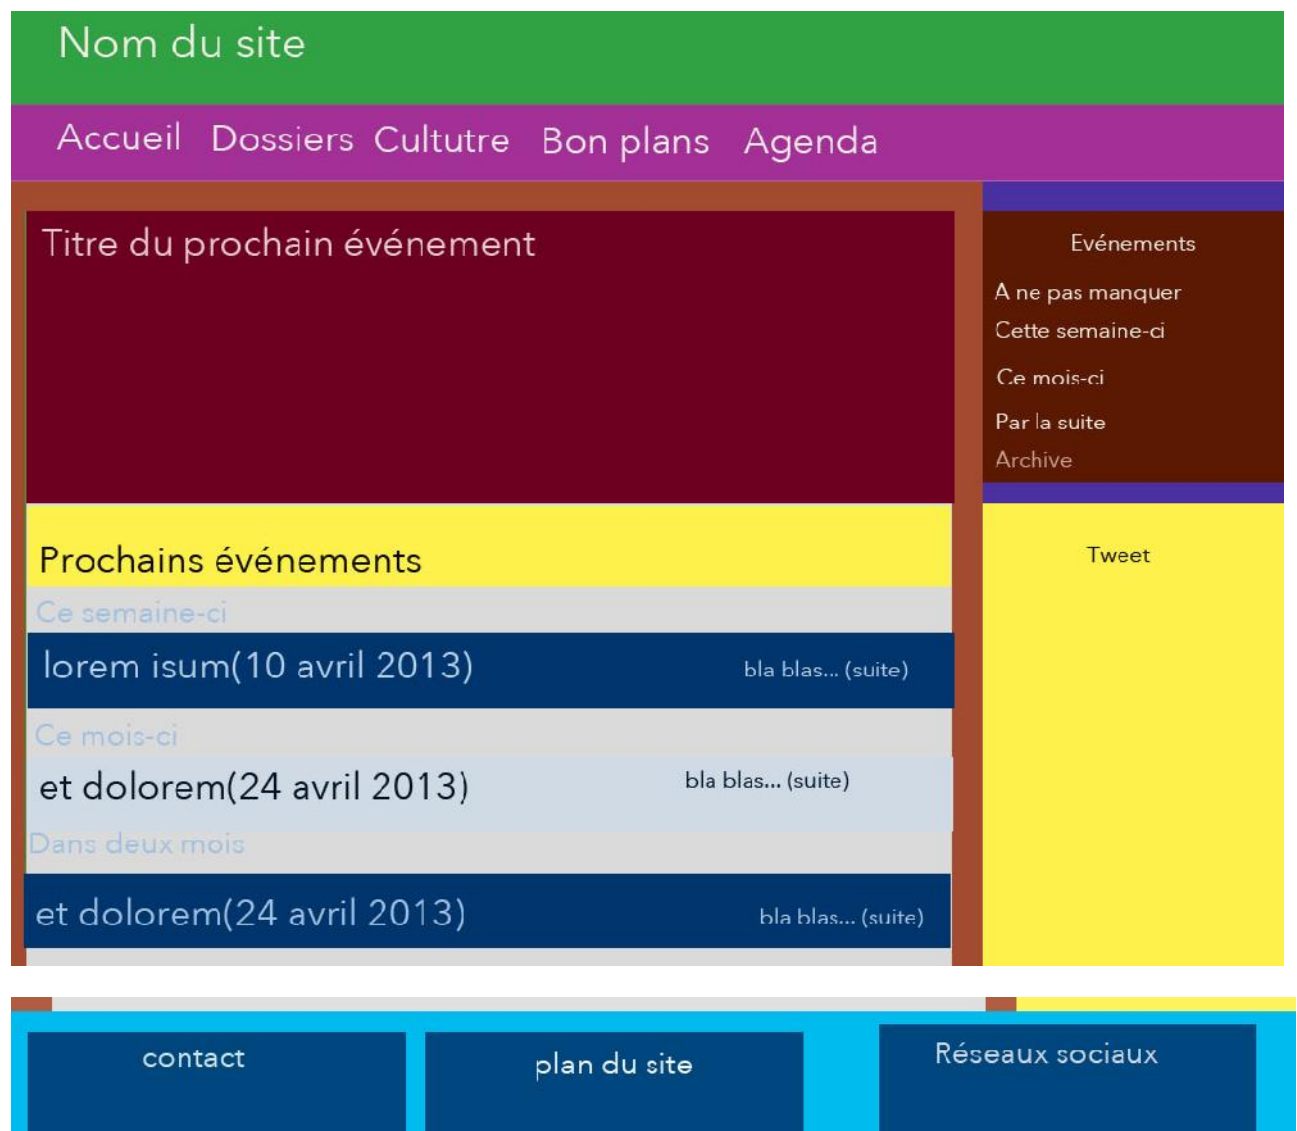 Nom du site
Accueil Dossiers Cultutre Bon plans Agenda
Titre du prochain événement
Evénements
A ne pas manquer
Cette semaine-ci
Ce mois-ci
Par la suite
Archive
Prochains événements
Tweet
Ce semaine-ci
lorem isum(10 avril 2013) bla blas... (suite)
Ce mois-ci
et dolorem(24 avril 2013) bla blas... (suite)
Dans deux mois
et dolorem(24 avril 2013) bla blas... (suite)
contact plan du site Réseaux sociaux